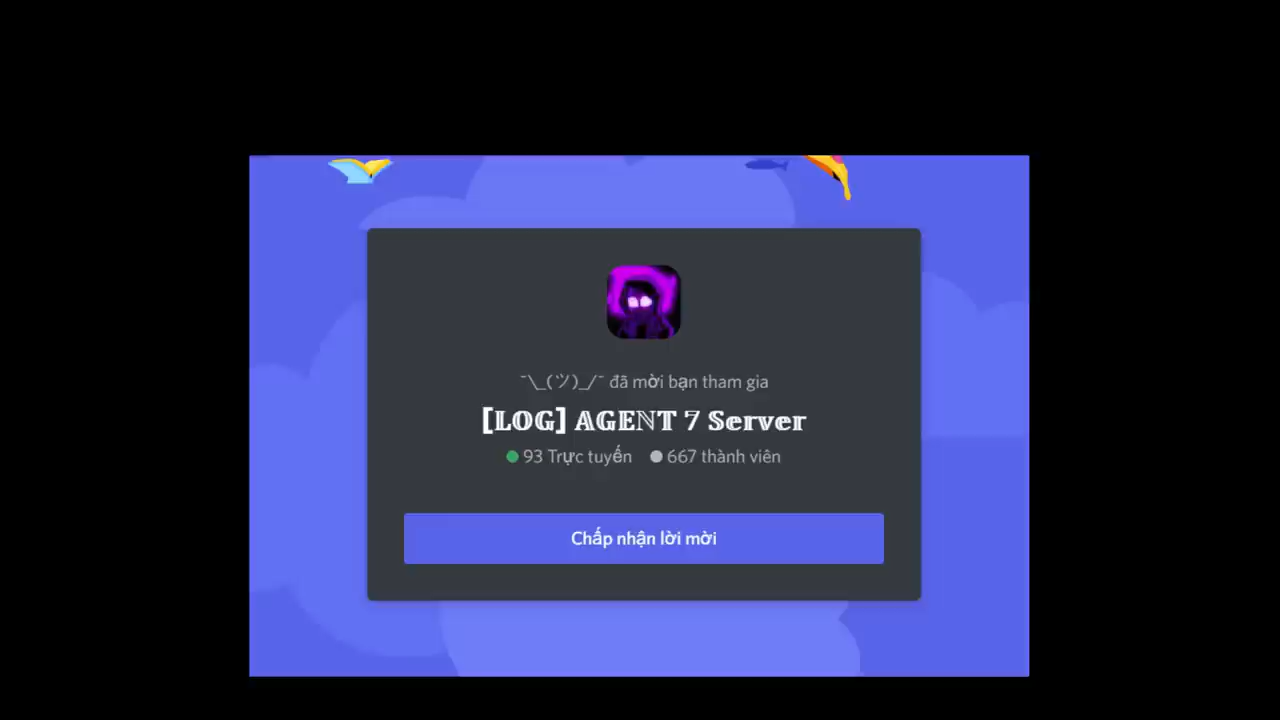 ¯\_(ツ)_/¯ đã mời bạn tham gia
[LOG] AGENT 7 Server
93 Trực tuyến 667 thành viên
Chấp nhận lời mời